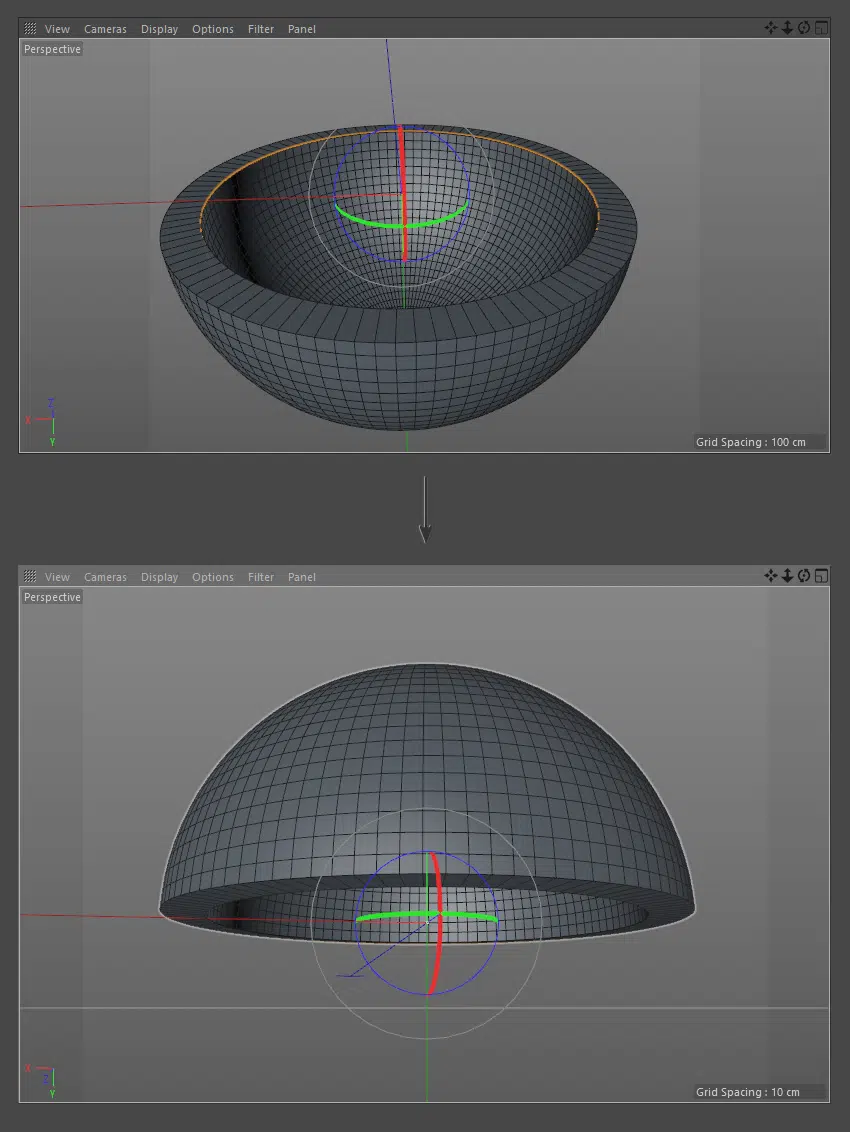 View Cameras Display Options Filter Panel
Perspective
Z
X
Y
Grid Spacing : 100 cm
View Cameras Display Options Filter Panel
Perspective
X
Z
Y
Grid Spacing : 10 cm